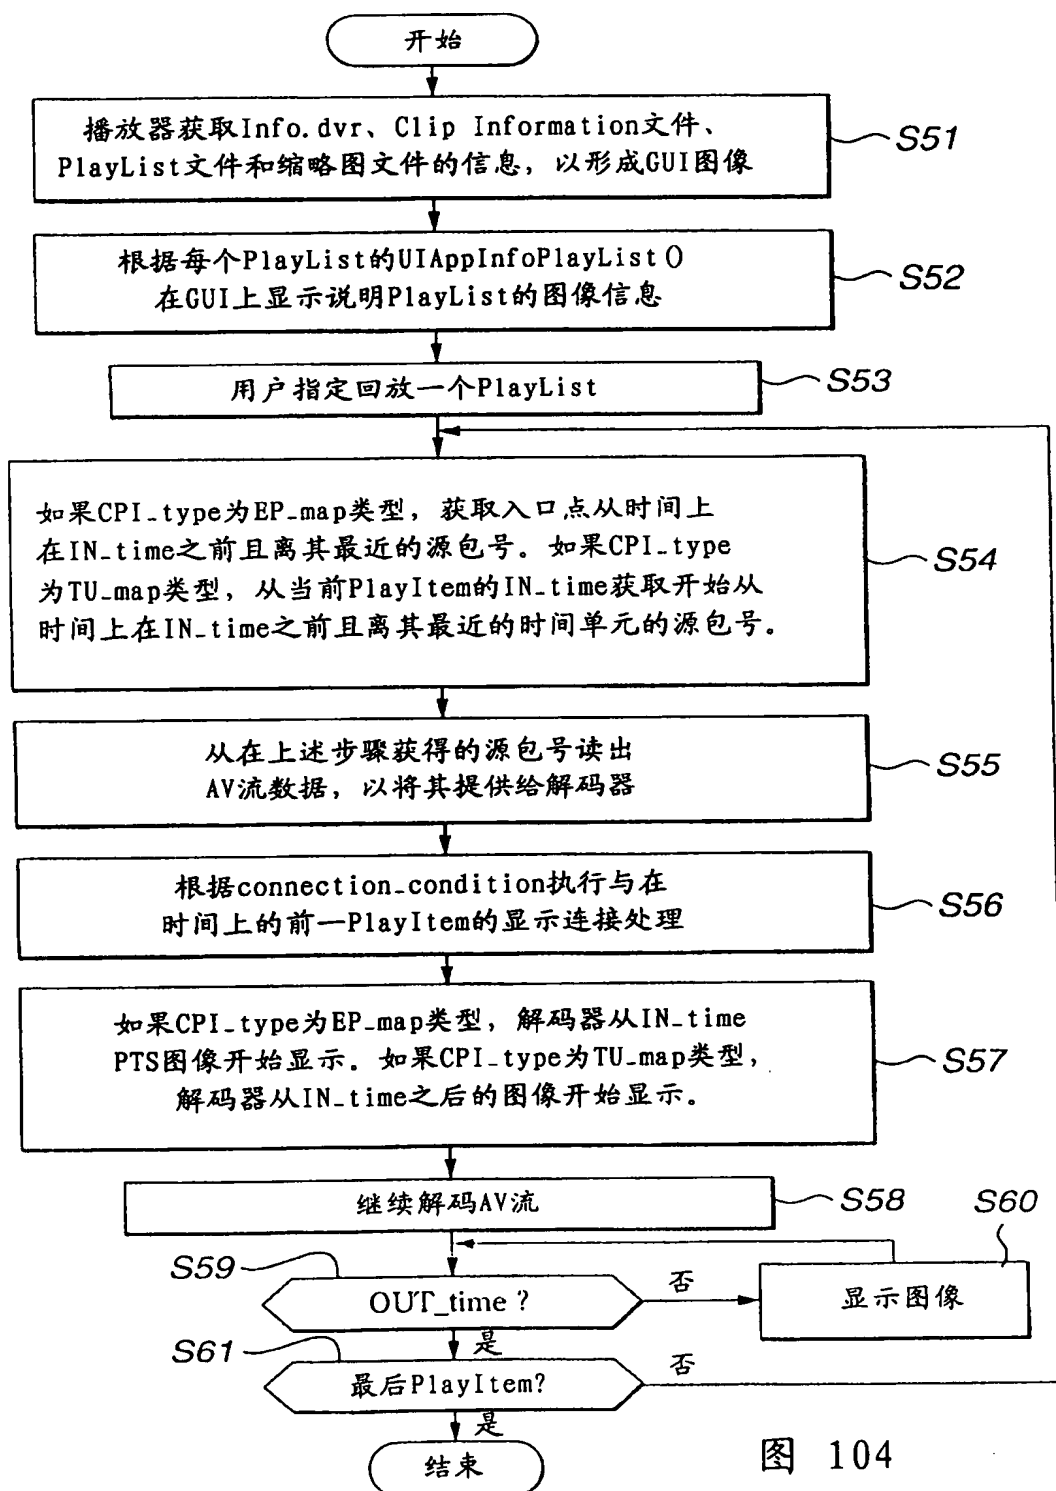 开始
播放器获取Info.dvr、Clip Information文件、
PlayList文件和缩略图文件的信息，以形成GUI图像
S51
根据每个PlayList的UIAppInfoPlayList()
在GUI上显示说明PlayList的图像信息
S52
用户指定回放一个PlayList
S53
如果CPI_type为EP_map类型，获取入口点从时间上
在IN_time之前且离其最近的源包号。如果CPI_type
为TU_map类型，从当前PlayItem的IN_time获取开始从
时间上在IN_time之前且离其最近的时间单元的源包号。
S54
从在上述步骤获得的源包号读出
AV流数据，以将其提供给解码器
S55
根据connection_condition执行与在
时间上的前一PlayItem的显示连接处理
S56
如果CPI_type为EP_map类型，解码器从IN_time
PTS图像开始显示。如果CPI_type为TU_map类型，
解码器从IN_time之后的图像开始显示。
S57
继续解码AV流
S58
S59
OUT_time ?
否
S60
显示图像
是
S61
最后PlayItem?
否
是
结束
图 104